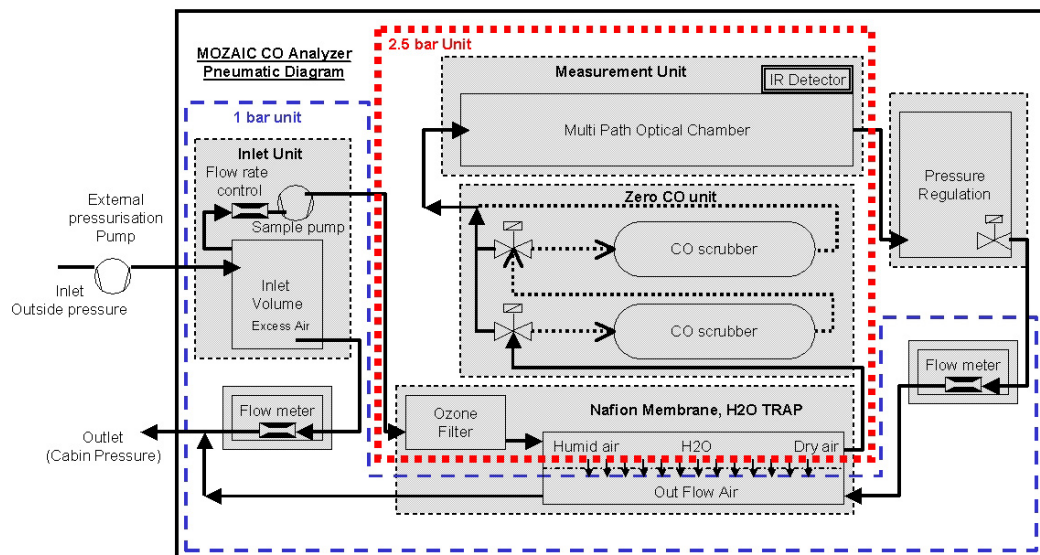 MOZAIC CO Analyzer
Pneumatic Diagram
2.5 bar Unit
1 bar unit
Measurement Unit
IR Detector
Multi Path Optical Chamber
Inlet Unit
Flow rate
control
Sample pump
External
pressurisation
Pump
Inlet
Outside pressure
Inlet
Volume
Excess Air
Zero CO unit
CO scrubber
CO scrubber
Pressure
Regulation
Flow meter
Flow meter
Outlet
(Cabin Pressure)
Ozone
Filter
Nafion Membrane, H2O TRAP
Humid air
H2O
Dry air
Out Flow Air